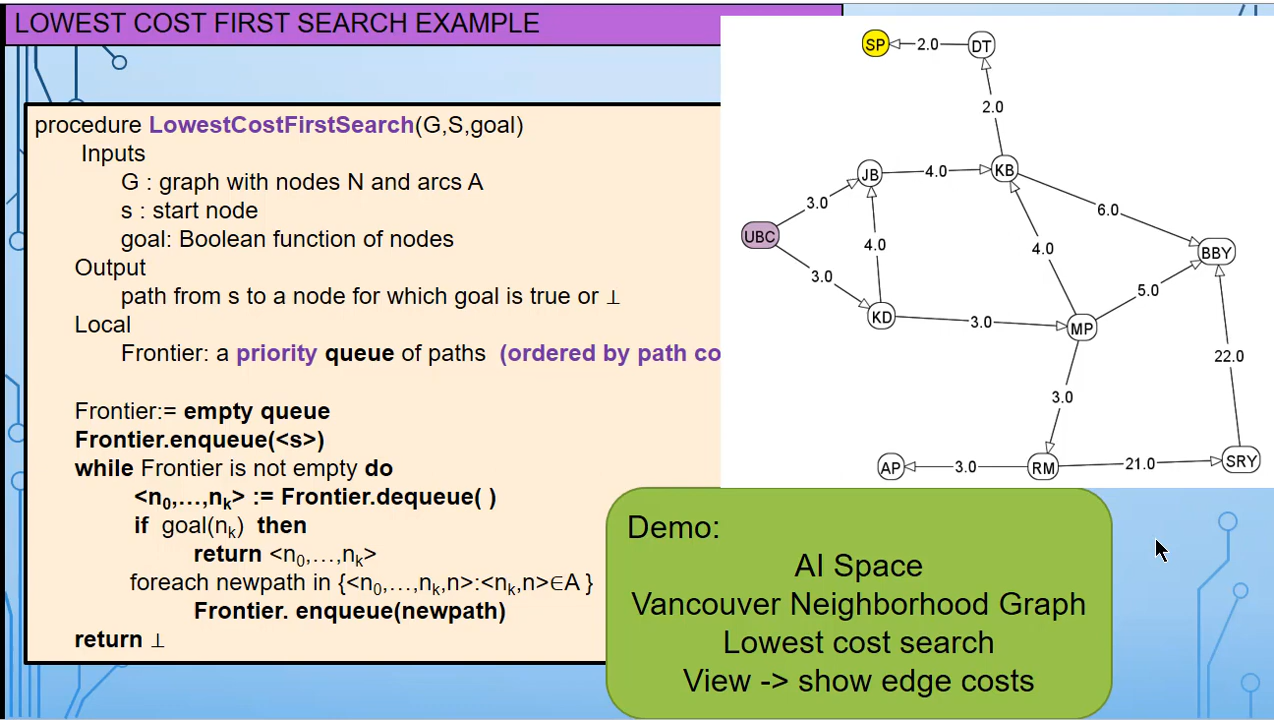 LOWEST COST FIRST SEARCH EXAMPLE
procedure LowestCostFirstSearch(G,S,goal)
Inputs
G : graph with nodes N and arcs A
s : start node
goal: Boolean function of nodes
Output
path from s to a node for which goal is true or ⊥
Local
Frontier: a priority queue of paths (ordered by path co
Frontier:= empty queue
Frontier.enqueue(<s>)
while Frontier is not empty do
<n₀,…,nₖ> := Frontier.dequeue( )
if goal(nₖ) then
return <n₀,…,nₖ>
foreach newpath in {<n₀,…,nₖ,n>:<nₖ,n>∈A }
Frontier. enqueue(newpath)
return ⊥
SP 2.0 DT
2.0
JB 4.0 KB
3.0
6.0
UBC
4.0
4.0
BBY
3.0
5.0
KD 3.0 MP
22.0
3.0
AP 3.0 RM 21.0 SRY
Demo:
AI Space
Vancouver Neighborhood Graph
Lowest cost search
View -> show edge costs